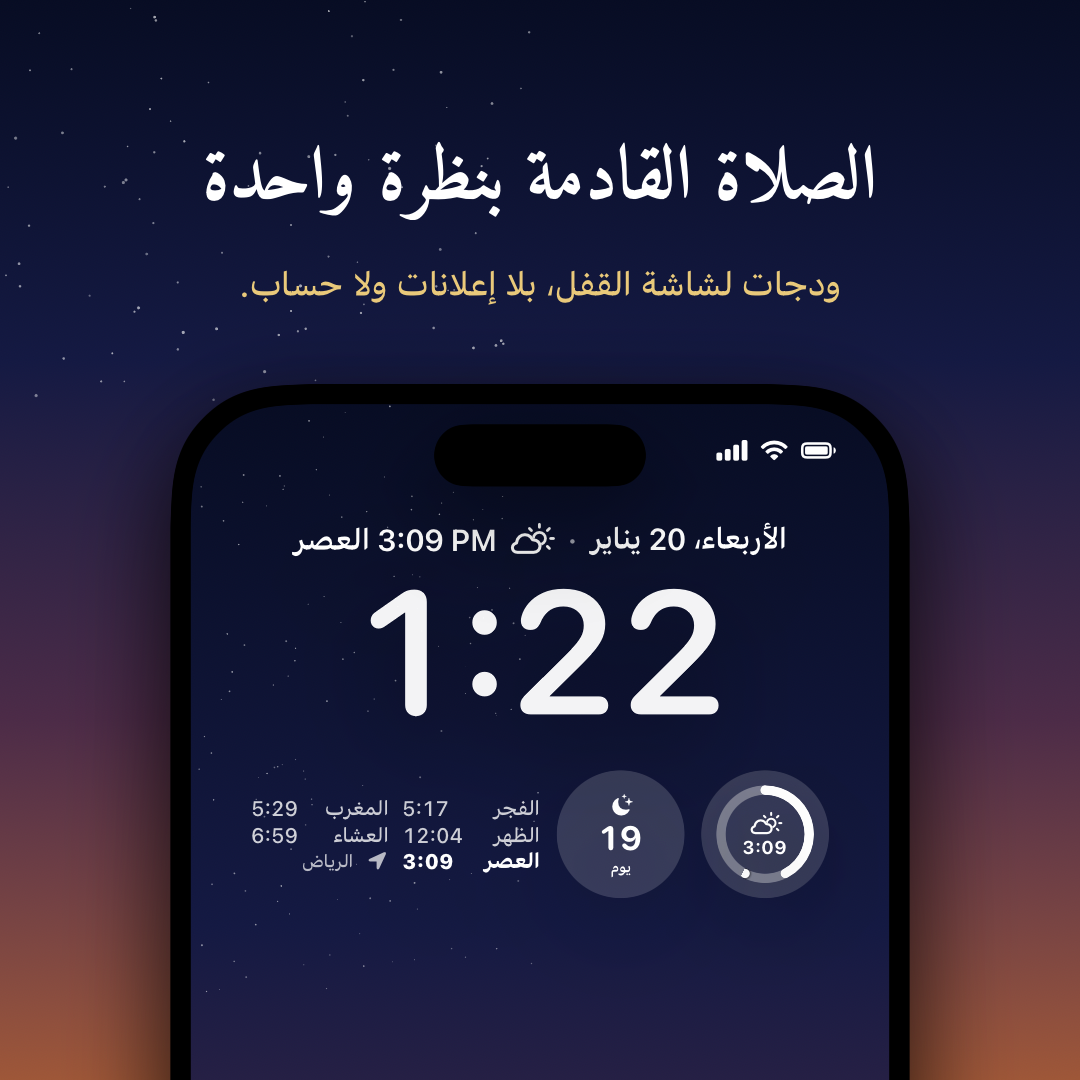 الصلاة القادمة بنظرة واحدة
ودجات لشاشة القفل، بلا إعلانات ولا حساب.
الأربعاء، 20 يناير · 3:09 PM العصر
1:22
3:09
19
يوم
الفجر 5:17 المغرب 5:29
الظهر 12:04 العشاء 6:59
العصر 3:09 الرياض